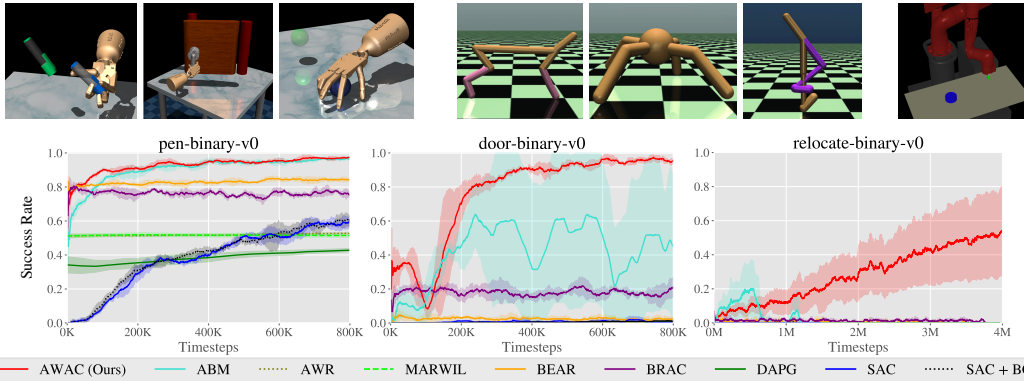 pen-binary-v0
door-binary-v0
relocate-binary-v0
Success Rate
1.0
0.8
0.6
0.4
0.2
0.0
0K
200K
400K
600K
800K
Timesteps
1.0
0.8
0.6
0.4
0.2
0.0
0K
200K
400K
600K
800K
Timesteps
1.0
0.8
0.6
0.4
0.2
0.0
0M
1M
2M
3M
4M
Timesteps
AWAC (Ours)
ABM
AWR
MARWIL
BEAR
BRAC
DAPG
SAC
SAC + BC